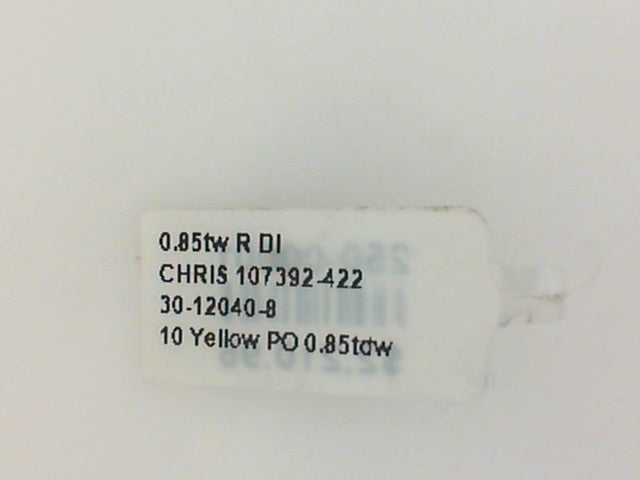 0.85tw R DI
CHRIS 107392-422
30-12040-8
10 Yellow PO 0.85tdw